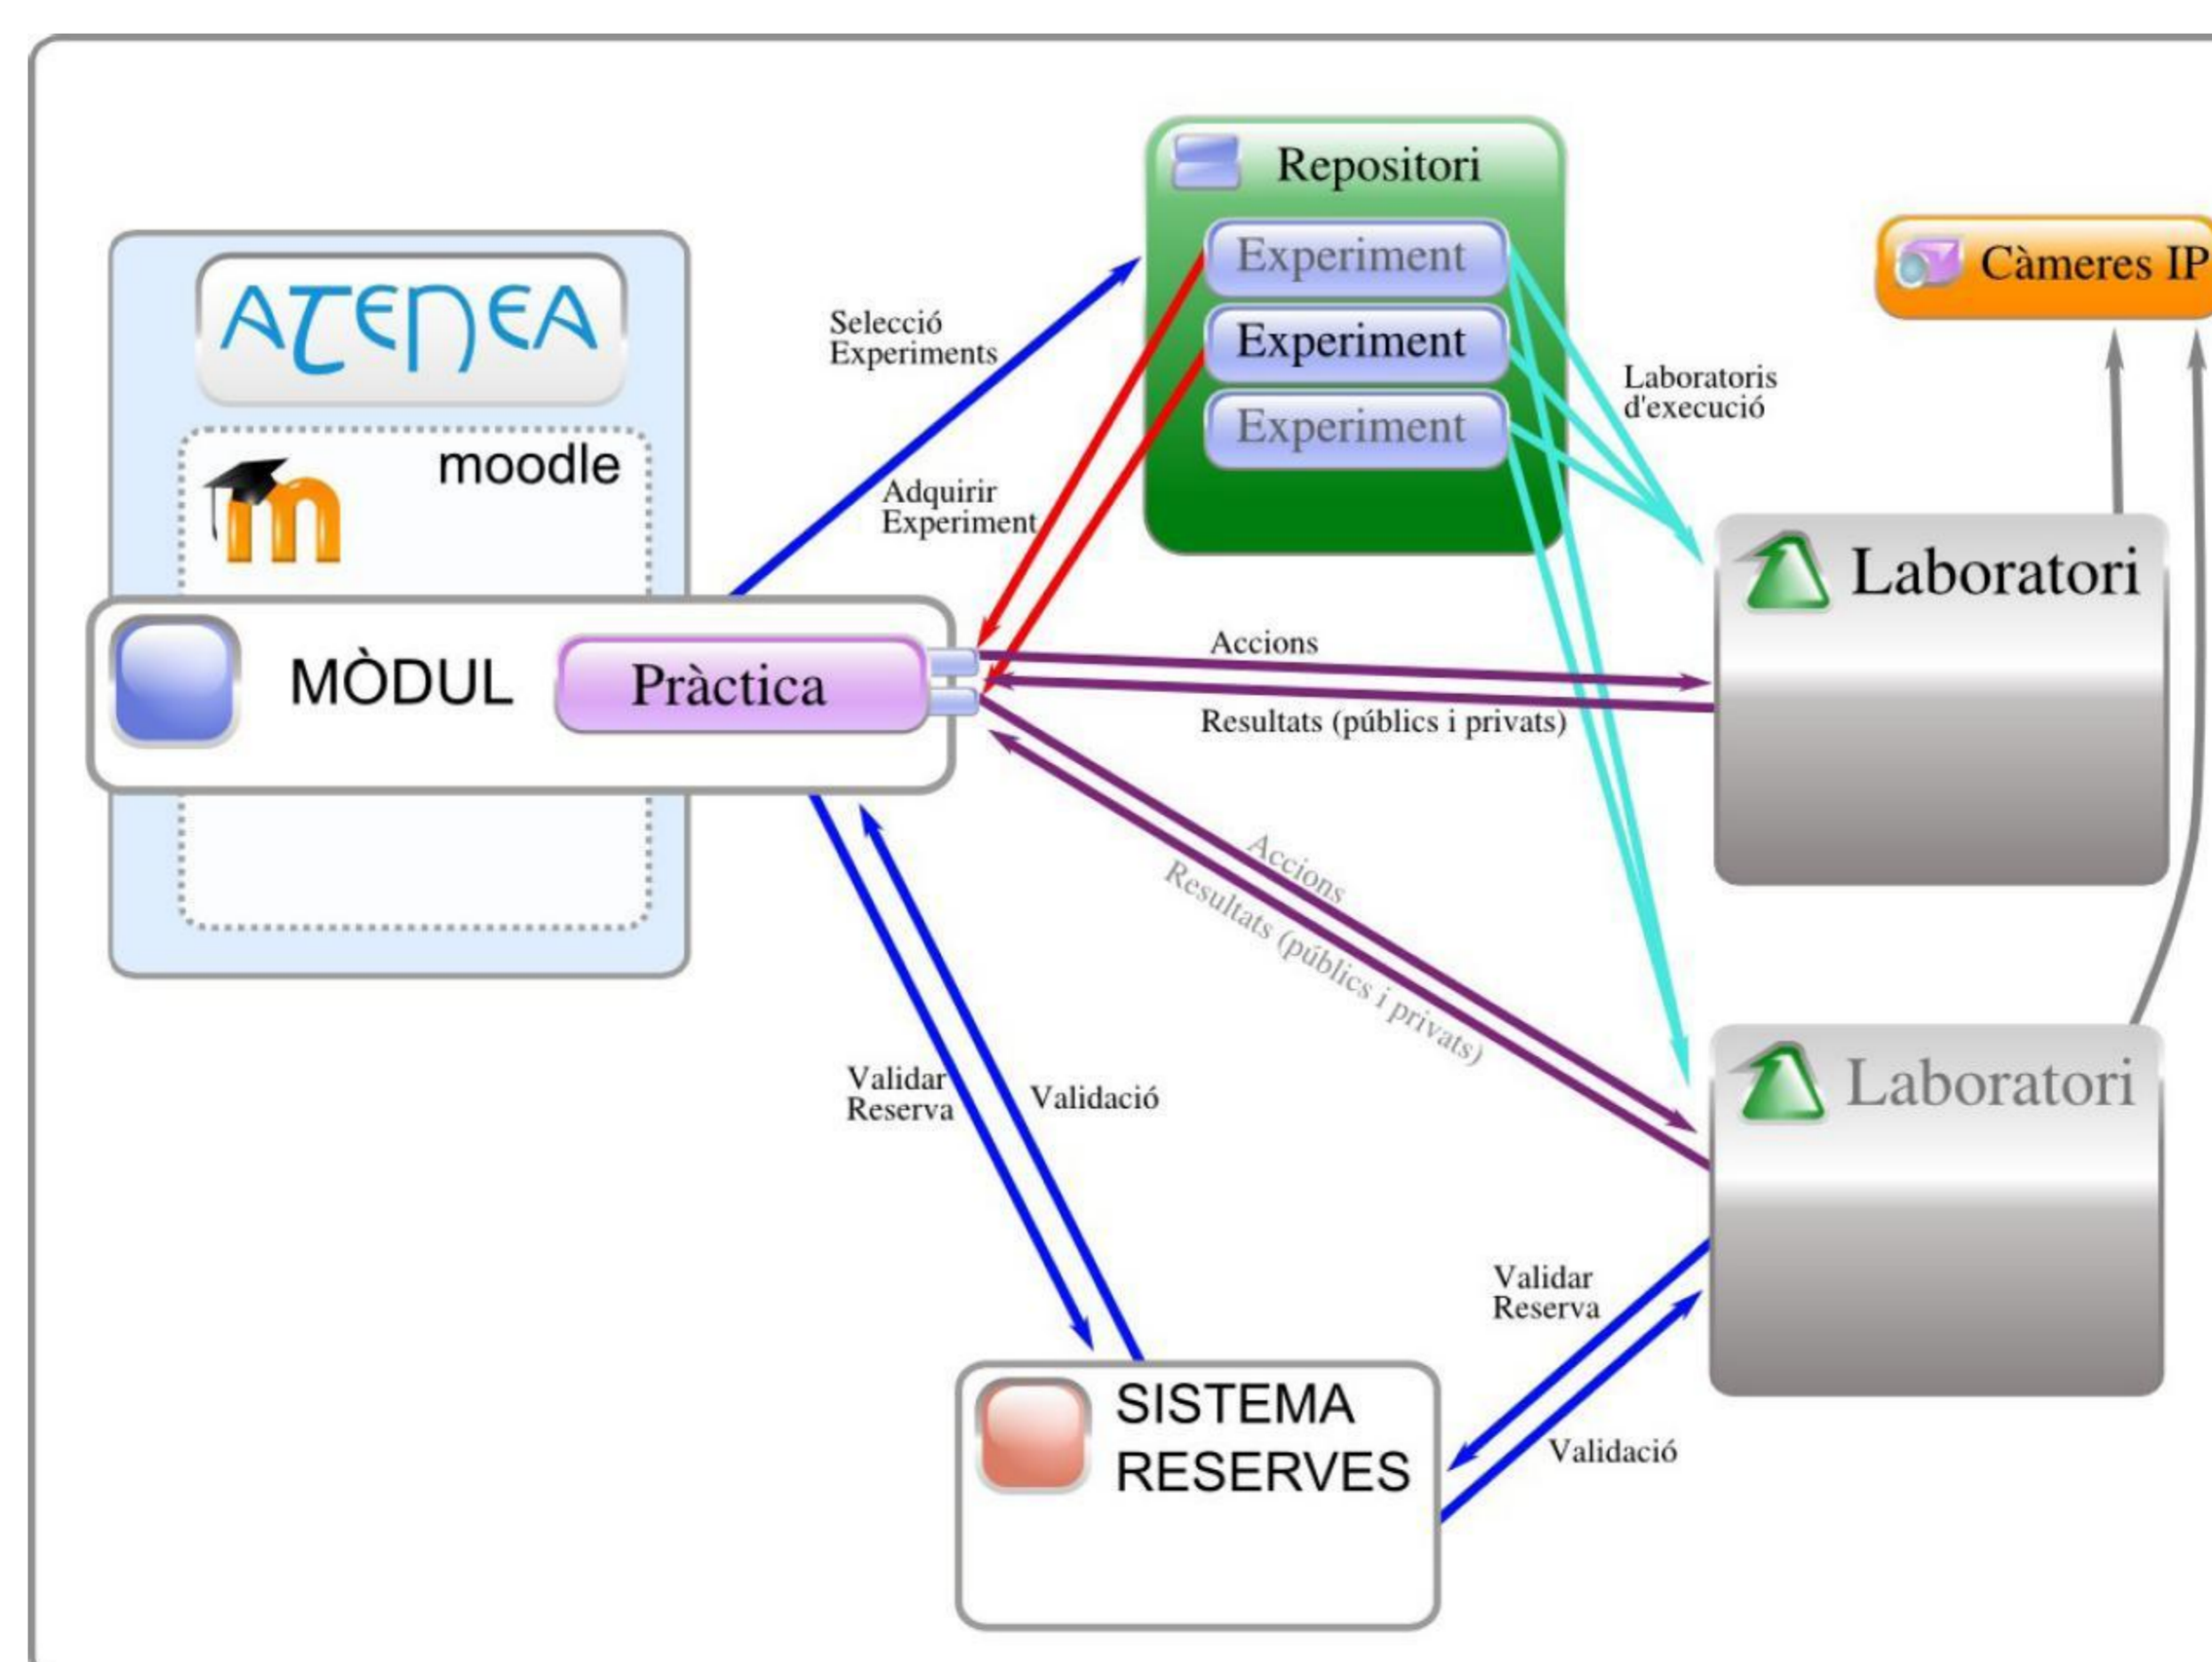 Repositori
Experiment
Experiment
Experiment
Càmeres IP
ATENEA
moodle
m
Selecció
Experiments
Adquirir
Experiment
Laboratoris
d'execució
Laboratori
MÒDUL
Pràctica
Accions
Resultats (públics i privats)
Accions
Resultats (públics i privats)
Laboratori
Validar
Reserva
Validació
Validar
Reserva
Validació
SISTEMA
RESERVES